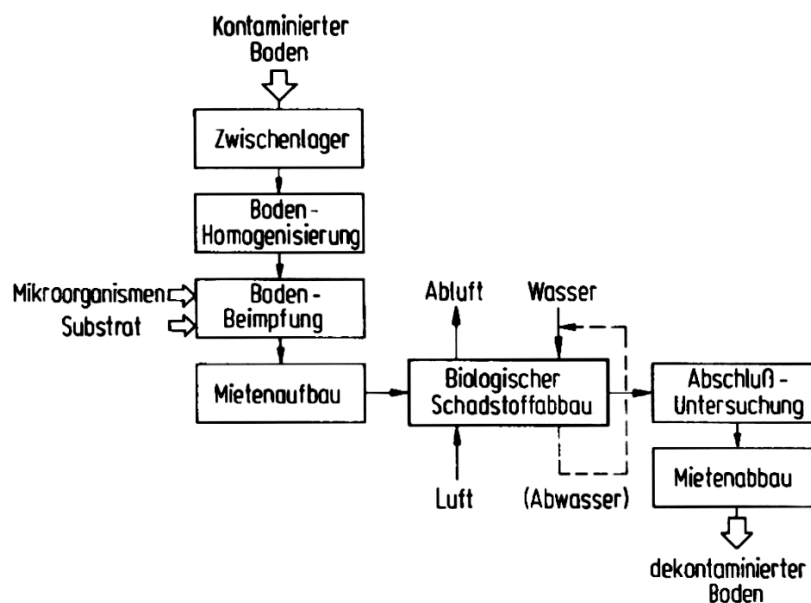 Kontaminierter
Boden
Zwischenlager
Boden-
Homogenisierung
Mikroorganismen
Substrat
Boden-
Beimpfung
Mietenaufbau
Abluft
Wasser
Biologischer
Schadstoffabbau
Luft
(Abwasser)
Abschluß-
Untersuchung
Mietenabbau
dekontaminierter
Boden